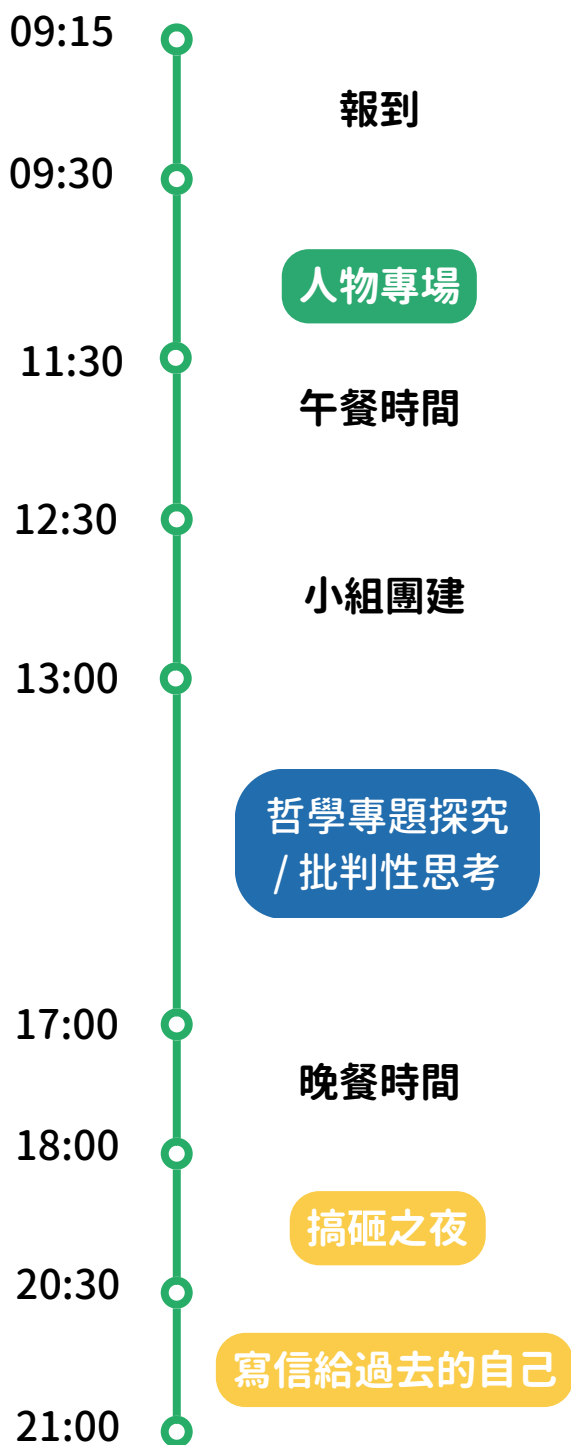 09:15
報到
09:30
人物專場
11:30
午餐時間
12:30
小組團建
13:00
哲學專題探究
/ 批判性思考
17:00
晚餐時間
18:00
搞砸之夜
20:30
寫信給過去的自己
21:00